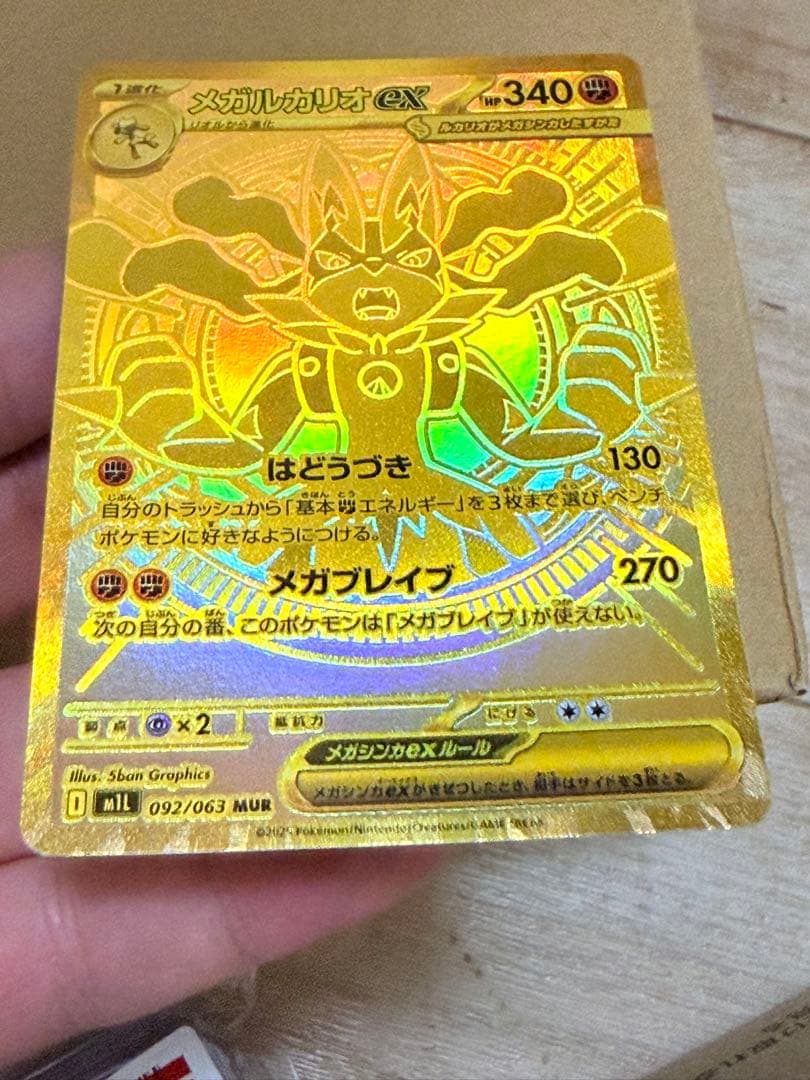 1進化
メガルカリオex
HP340
リオルから進化
ルカリオがメガシンカしたすがた
はどうづき 130
自分のトラッシュから「基本エネルギー」を3枚まで選び、ベンチ
ポケモンに好きなようにつける。
メガブレイブ 270
次の自分の番、このポケモンは「メガブレイブ」が使えない。
弱点 ×2 抵抗力 にげる
メガシンカexルール
メガシンカexがきぜつしたとき、相手はサイドを3枚とる。
Illus. 5ban Graphics
I M1L 092/063 MUR
©2025 Pokémon/Nintendo/Creatures/GAME FREAK